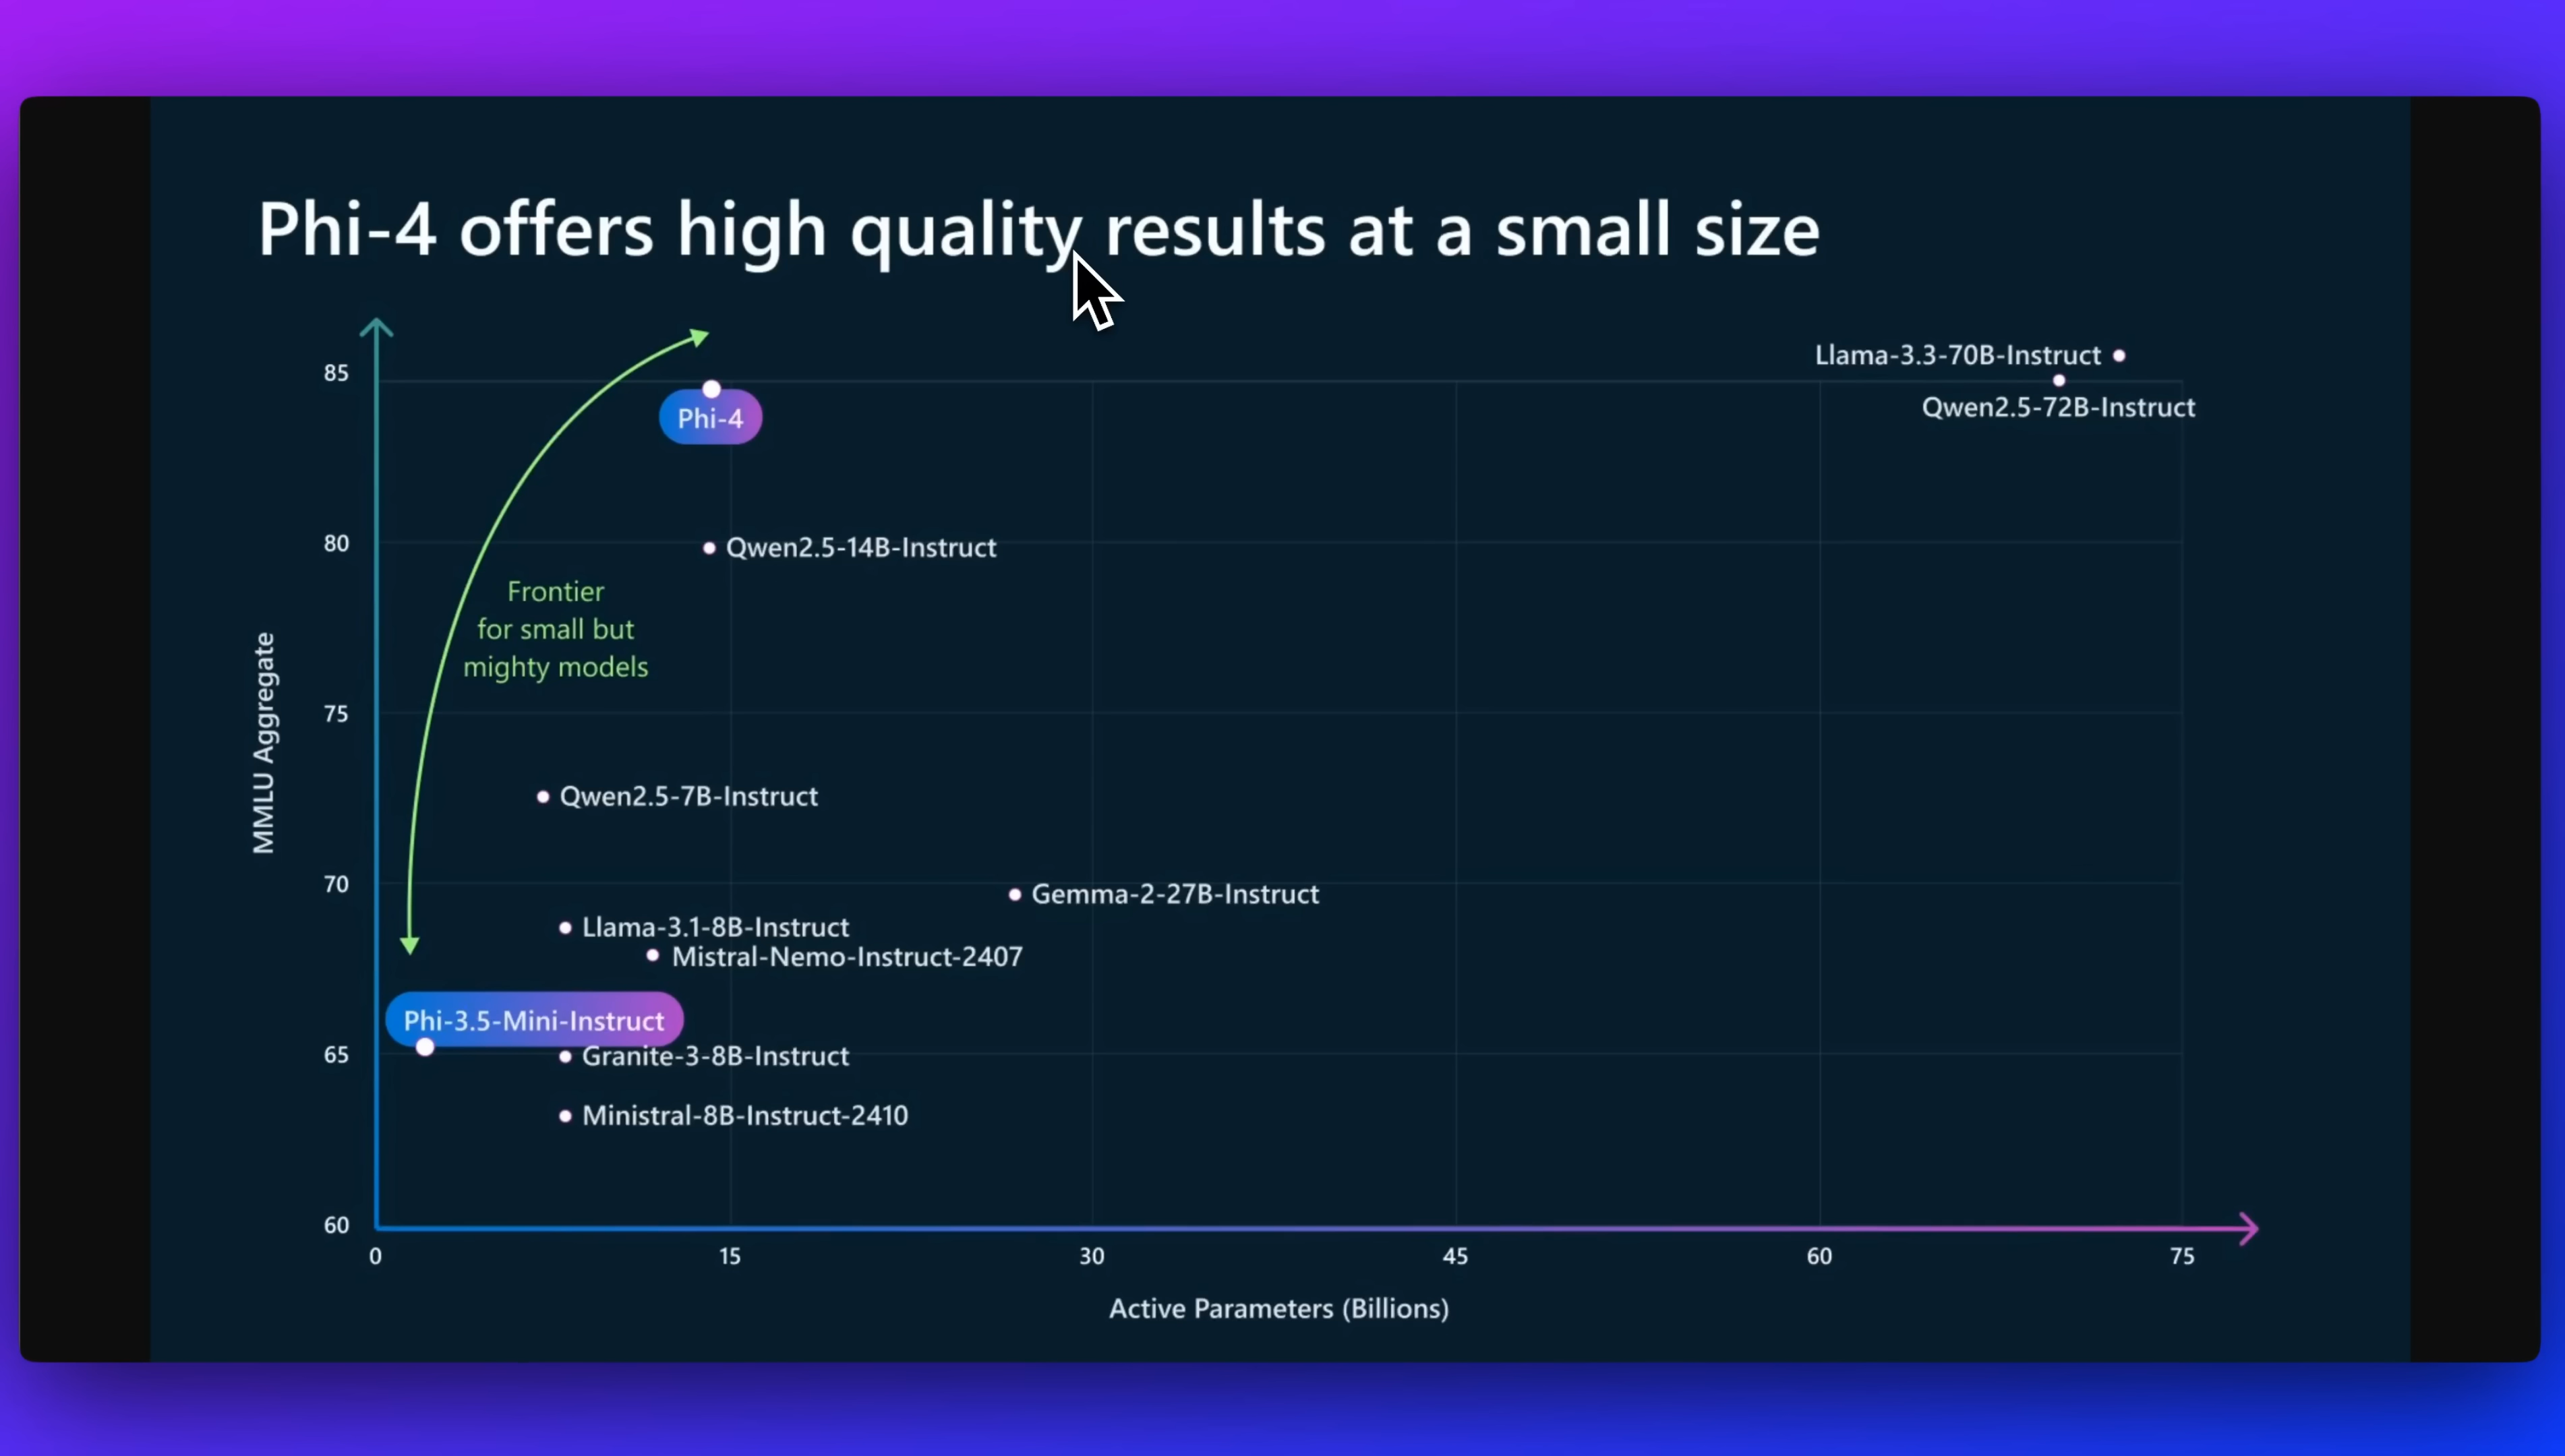 Phi-4 offers high quality results at a small size
85
Llama-3.3-70B-Instruct
Qwen2.5-72B-Instruct
Phi-4
80
Qwen2.5-14B-Instruct
Frontier
for small but
mighty models
MMLU Aggregate
75
Qwen2.5-7B-Instruct
70
Gemma-2-27B-Instruct
Llama-3.1-8B-Instruct
Mistral-Nemo-Instruct-2407
Phi-3.5-Mini-Instruct
65
Granite-3-8B-Instruct
Ministral-8B-Instruct-2410
60
0 15 30 45 60 75
Active Parameters (Billions)